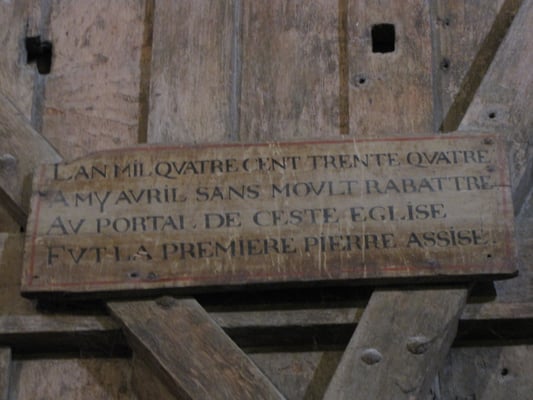 LAN MIL QVATRE CENT TRENTE QVATRE
A MY AVRIL SANS MOVLT RABATTRE
AV PORTAL DE CESTE EGLISE
FVT LA PREMIERE PIERRE ASSISE.